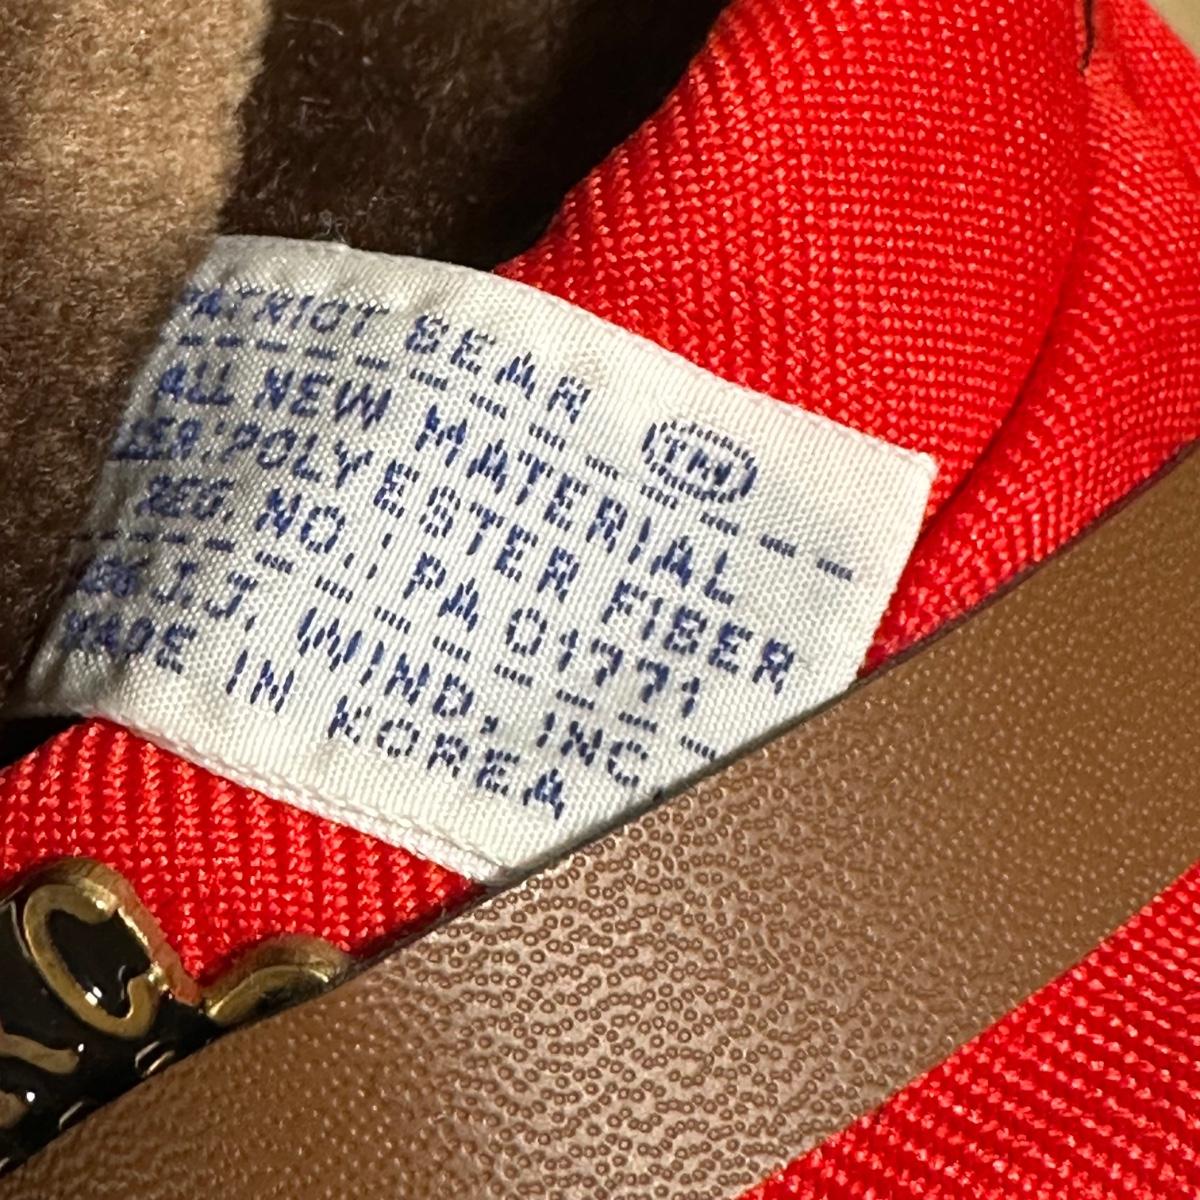 PATRIOT BEAR TM
ALL NEW MATERIAL
POLYESTER FIBER
REG. NO.: PA 01771
J.J. WIND, INC
MADE IN KOREA